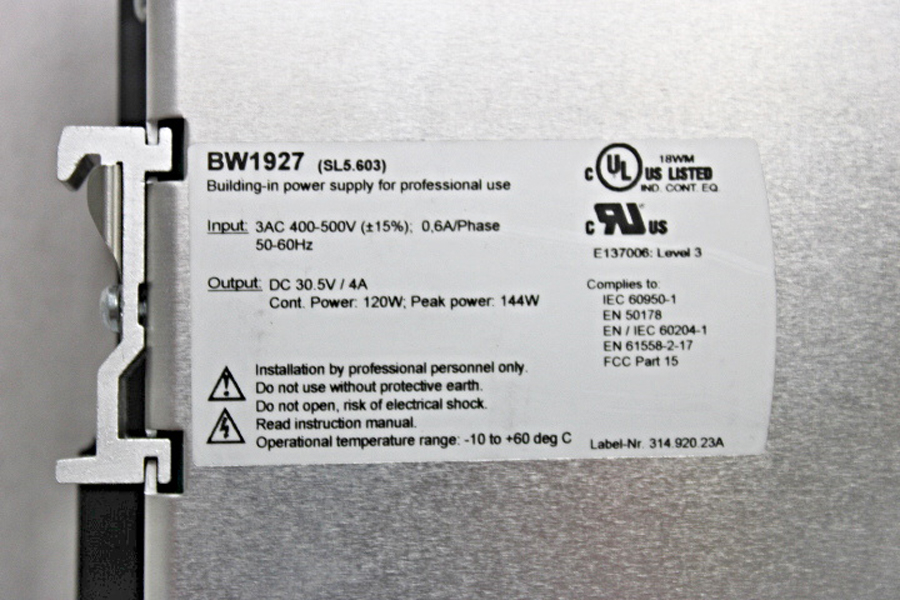 BW1927 (SL5.603)
Building-in power supply for professional use
Input: 3AC 400-500V (±15%); 0,6A/Phase
50-60Hz
Output: DC 30.5V / 4A
Cont. Power: 120W; Peak power: 144W
Installation by professional personnel only.
Do not use without protective earth.
Do not open, risk of electrical shock.
Read instruction manual.
Operational temperature range: -10 to +60 deg C
C UL US LISTED 18WM
IND. CONT. EQ.
C RU US
E137006: Level 3
Complies to:
IEC 60950-1
EN 50178
EN / IEC 60204-1
EN 61558-2-17
FCC Part 15
Label-Nr. 314.920.23A